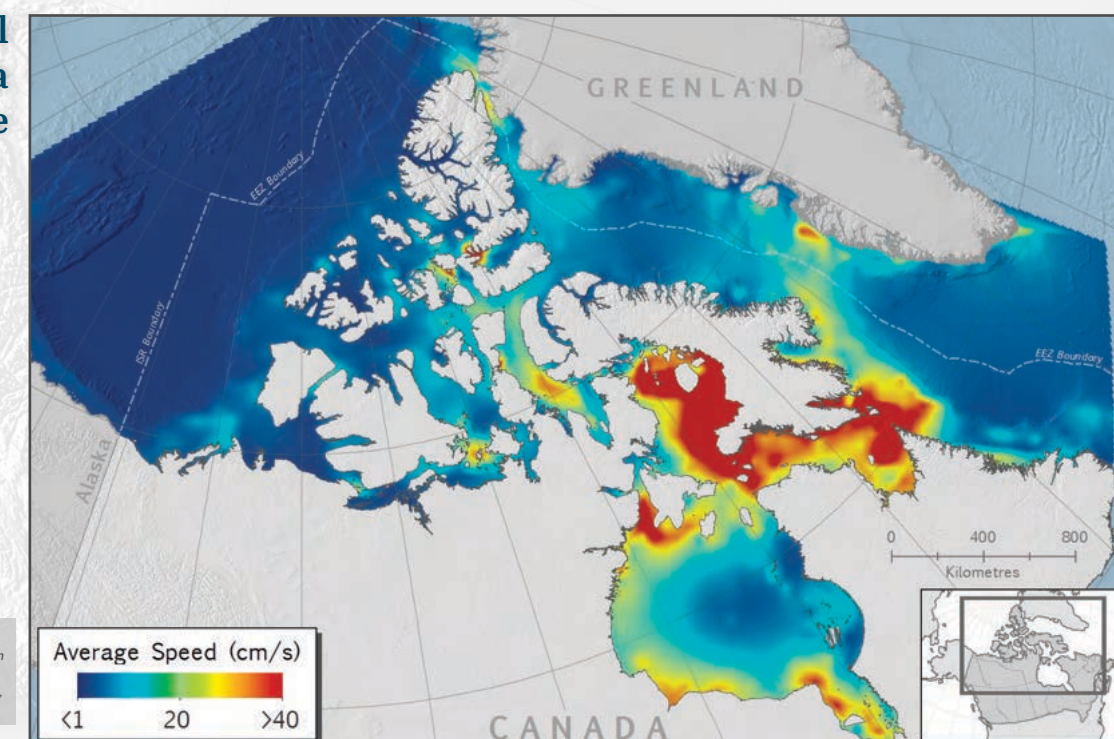 l
a
e
GREENLAND
EEZ Boundary
ISR Boundary
EEZ Boundary
Alaska
0 400 800
Kilometres
n
Average Speed (cm/s)
<1 20 >40
CANADA